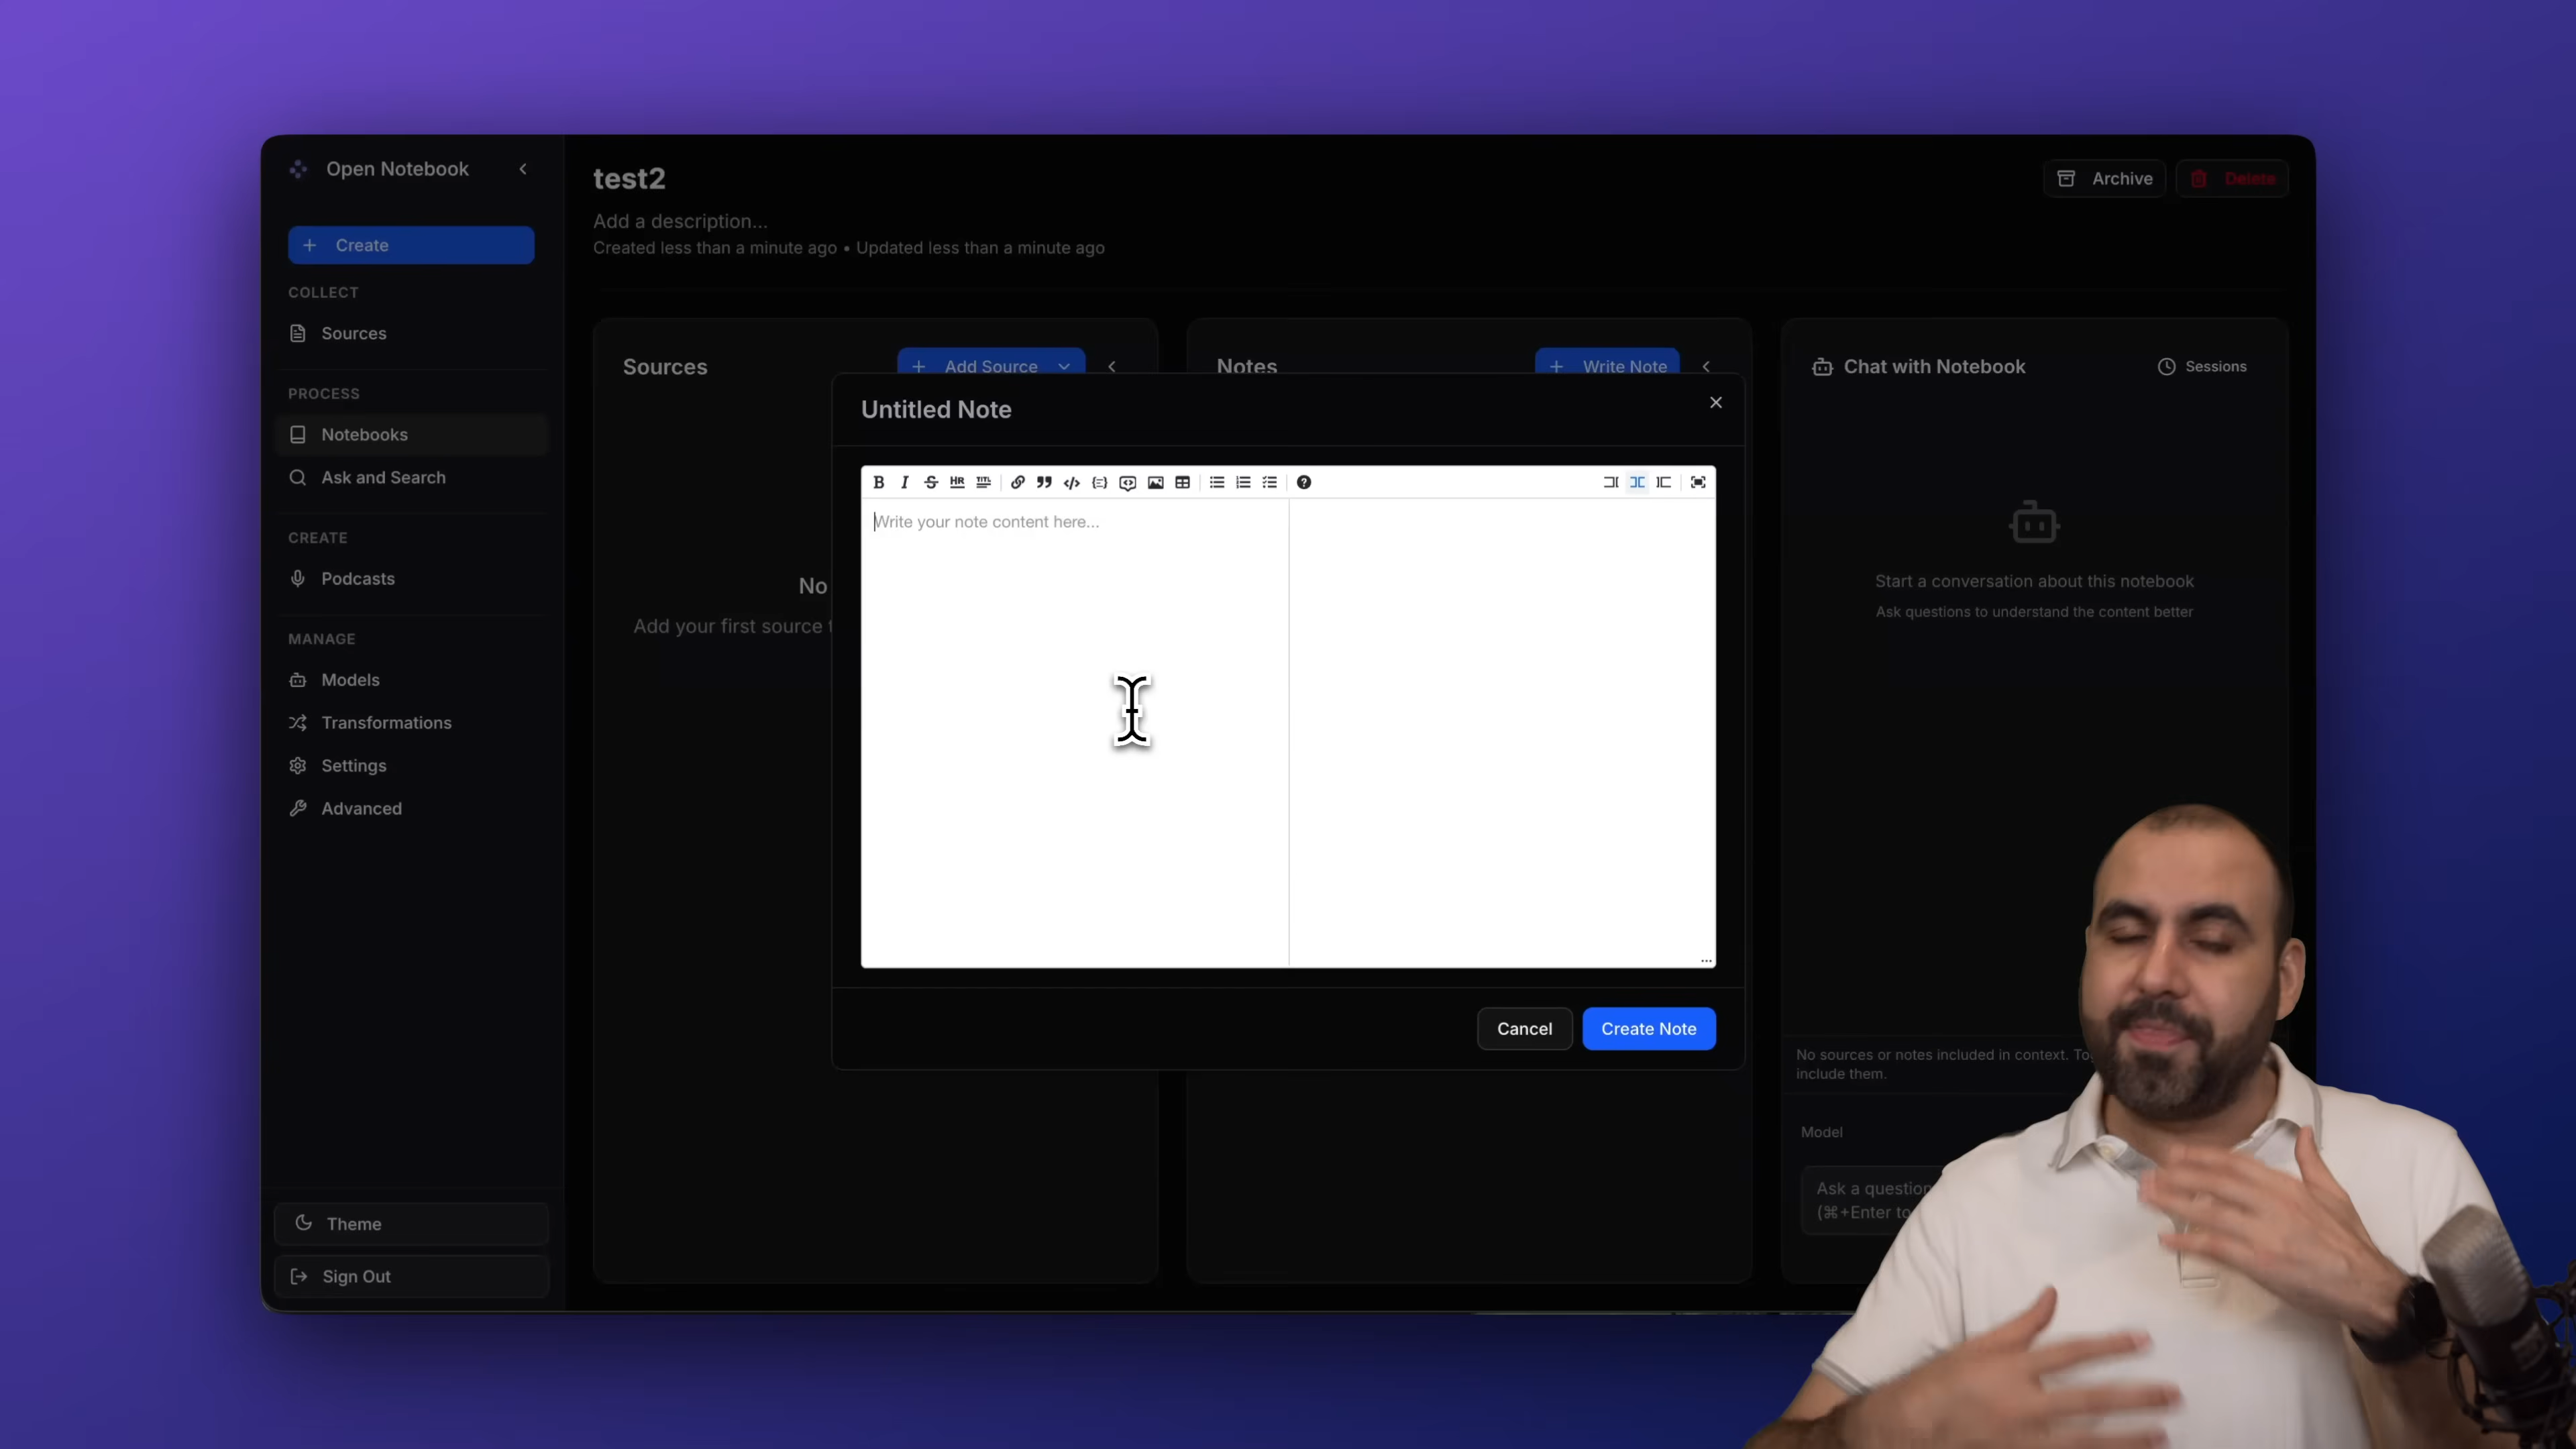 Open Notebook
Create
COLLECT
Sources
PROCESS
Notebooks
Ask and Search
CREATE
Podcasts
MANAGE
Models
Transformations
Settings
Advanced
Theme
Sign Out
test2
Archive
Delete
Add a description...
Created less than a minute ago • Updated less than a minute ago
Sources
Add Source
No
Add your first source
Notes
Write Note
Untitled Note
B I S HR TITL
Write your note content here...
Cancel
Create Note
Chat with Notebook
Sessions
Start a conversation about this notebook
Ask questions to understand the content better
No sources or notes included in context.
include them.
Model
Ask a question
(⌘+Enter to